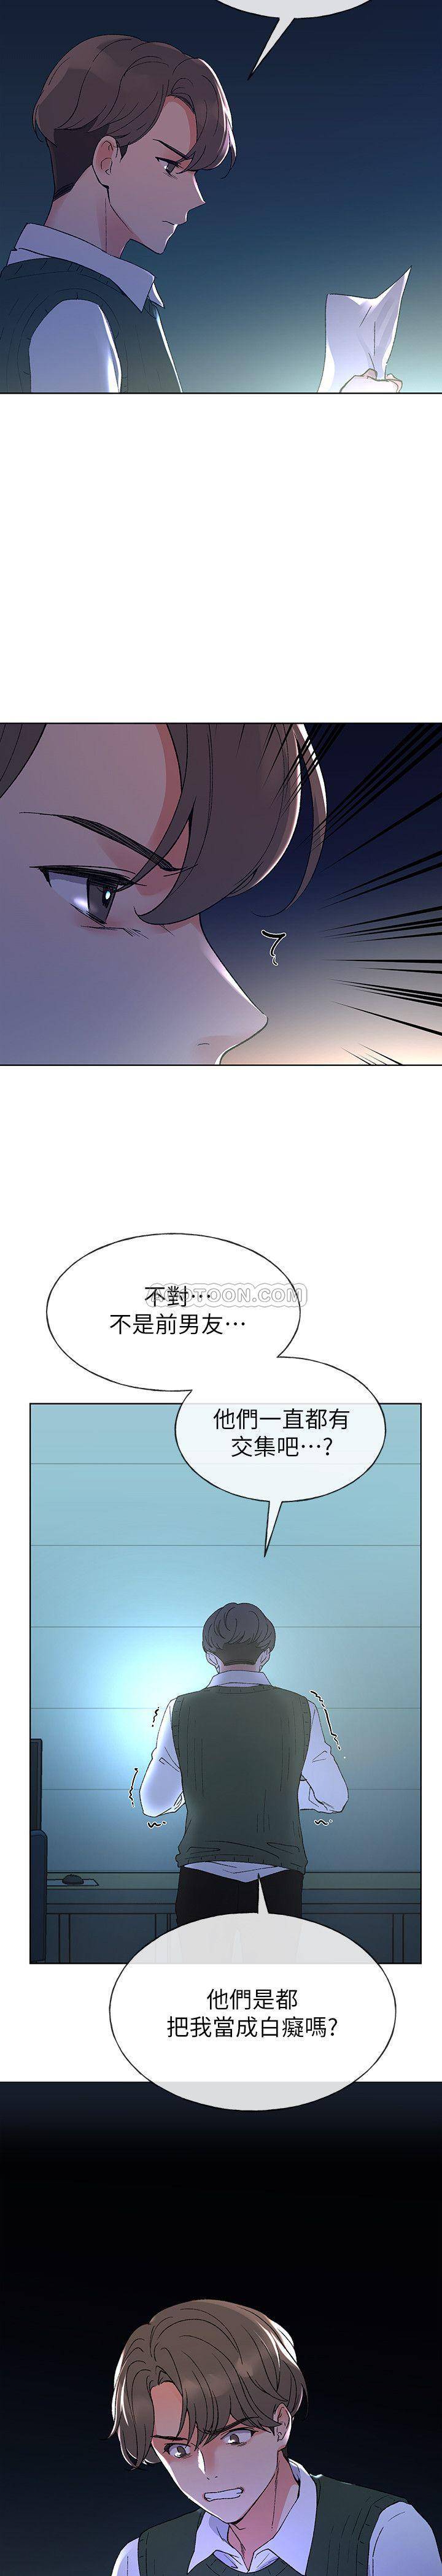 不對⋯
不是前男友⋯
他們一直都有
交集吧⋯?
他們是都
把我當成白癡嗎?